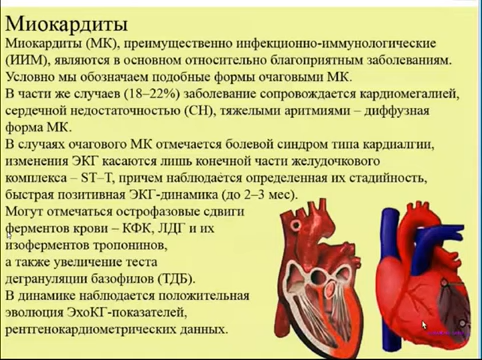 Миокардиты
Миокардиты (МК), преимущественно инфекционно-иммунологические
(ИИМ), являются в основном относительно благоприятным заболеваниям.
Условно мы обозначаем подобные формы очаговыми МК.
В части же случаев (18–22%) заболевание сопровождается кардиомегалией,
сердечной недостаточностью (СН), тяжелыми аритмиями – диффузная
форма МК.
В случаях очагового МК отмечается болевой синдром типа кардиалгии,
изменения ЭКГ касаются лишь конечной части желудочкового
комплекса – ST–T, причем наблюдается определенная их стадийность,
быстрая позитивная ЭКГ-динамика (до 2–3 мес).
Могут отмечаться острофазовые сдвиги
ферментов крови – КФК, ЛДГ и их
изоферментов тропонинов,
а также увеличение теста
дегрануляции базофилов (ТДБ).
В динамике наблюдается положительная
эволюция ЭхоКГ-показателей,
рентгенокардиометрических данных.